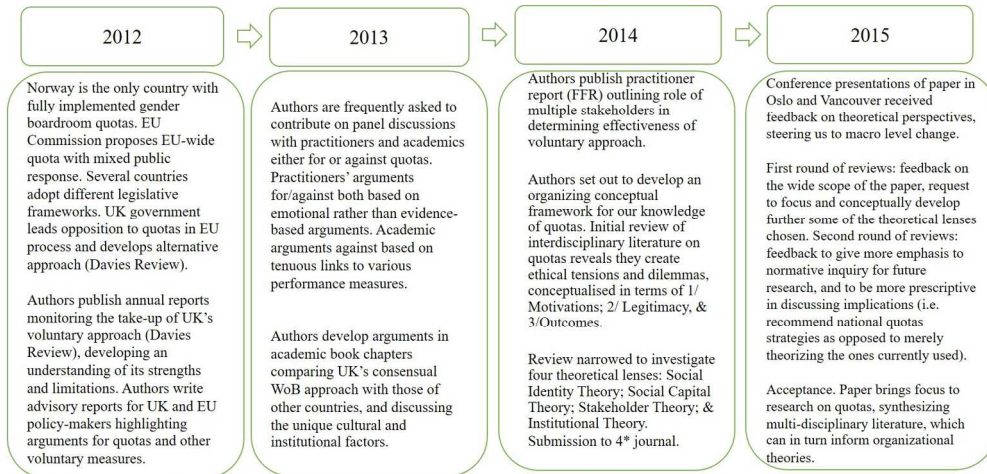 2012
Norway is the only country with
fully implemented gender
boardroom quotas. EU
Commission proposes EU-wide
quota with mixed public
response. Several countries
adopt different legislative
frameworks. UK government
leads opposition to quotas in EU
process and develops alternative
approach (Davies Review).
Authors publish annual reports
monitoring the take-up of UK's
voluntary approach (Davies
Review), developing an
understanding of its strengths
and limitations. Authors write
advisory reports for UK and EU
policy-makers highlighting
arguments for quotas and other
voluntary measures.
2013
Authors are frequently asked to
contribute on panel discussions
with practitioners and academics
either for or against quotas.
Practitioners' arguments
for/against both based on
emotional rather than evidence-
based arguments. Academic
arguments against based on
tenuous links to various
performance measures.
Authors develop arguments in
academic book chapters
comparing UK's consensual
WoB approach with those of
other countries, and discussing
the unique cultural and
institutional factors.
2014
Authors publish practitioner
report (FFR) outlining role of
multiple stakeholders in
determining effectiveness of
voluntary approach.
Authors set out to develop an
organizing conceptual
framework for our knowledge
of quotas. Initial review of
interdisciplinary literature on
quotas reveals they create
ethical tensions and dilemmas,
conceptualised in terms of 1/
Motivations; 2/ Legitimacy, &
3/Outcomes.
Review narrowed to investigate
four theoretical lenses: Social
Identity Theory; Social Capital
Theory; Stakeholder Theory; &
Institutional Theory.
Submission to 4* journal.
2015
Conference presentations of paper in
Oslo and Vancouver received
feedback on theoretical perspectives,
steering us to macro level change.
First round of reviews: feedback on
the wide scope of the paper, request
to focus and conceptually develop
further some of the theoretical lenses
chosen. Second round of reviews:
feedback to give more emphasis to
normative inquiry for future
research, and to be more prescriptive
in discussing implications (i.e.
recommend national quotas
strategies as opposed to merely
theorizing the ones currently used).
Acceptance. Paper brings focus to
research on quotas, synthesizing
multi-disciplinary literature, which
can in turn inform organizational
theories.